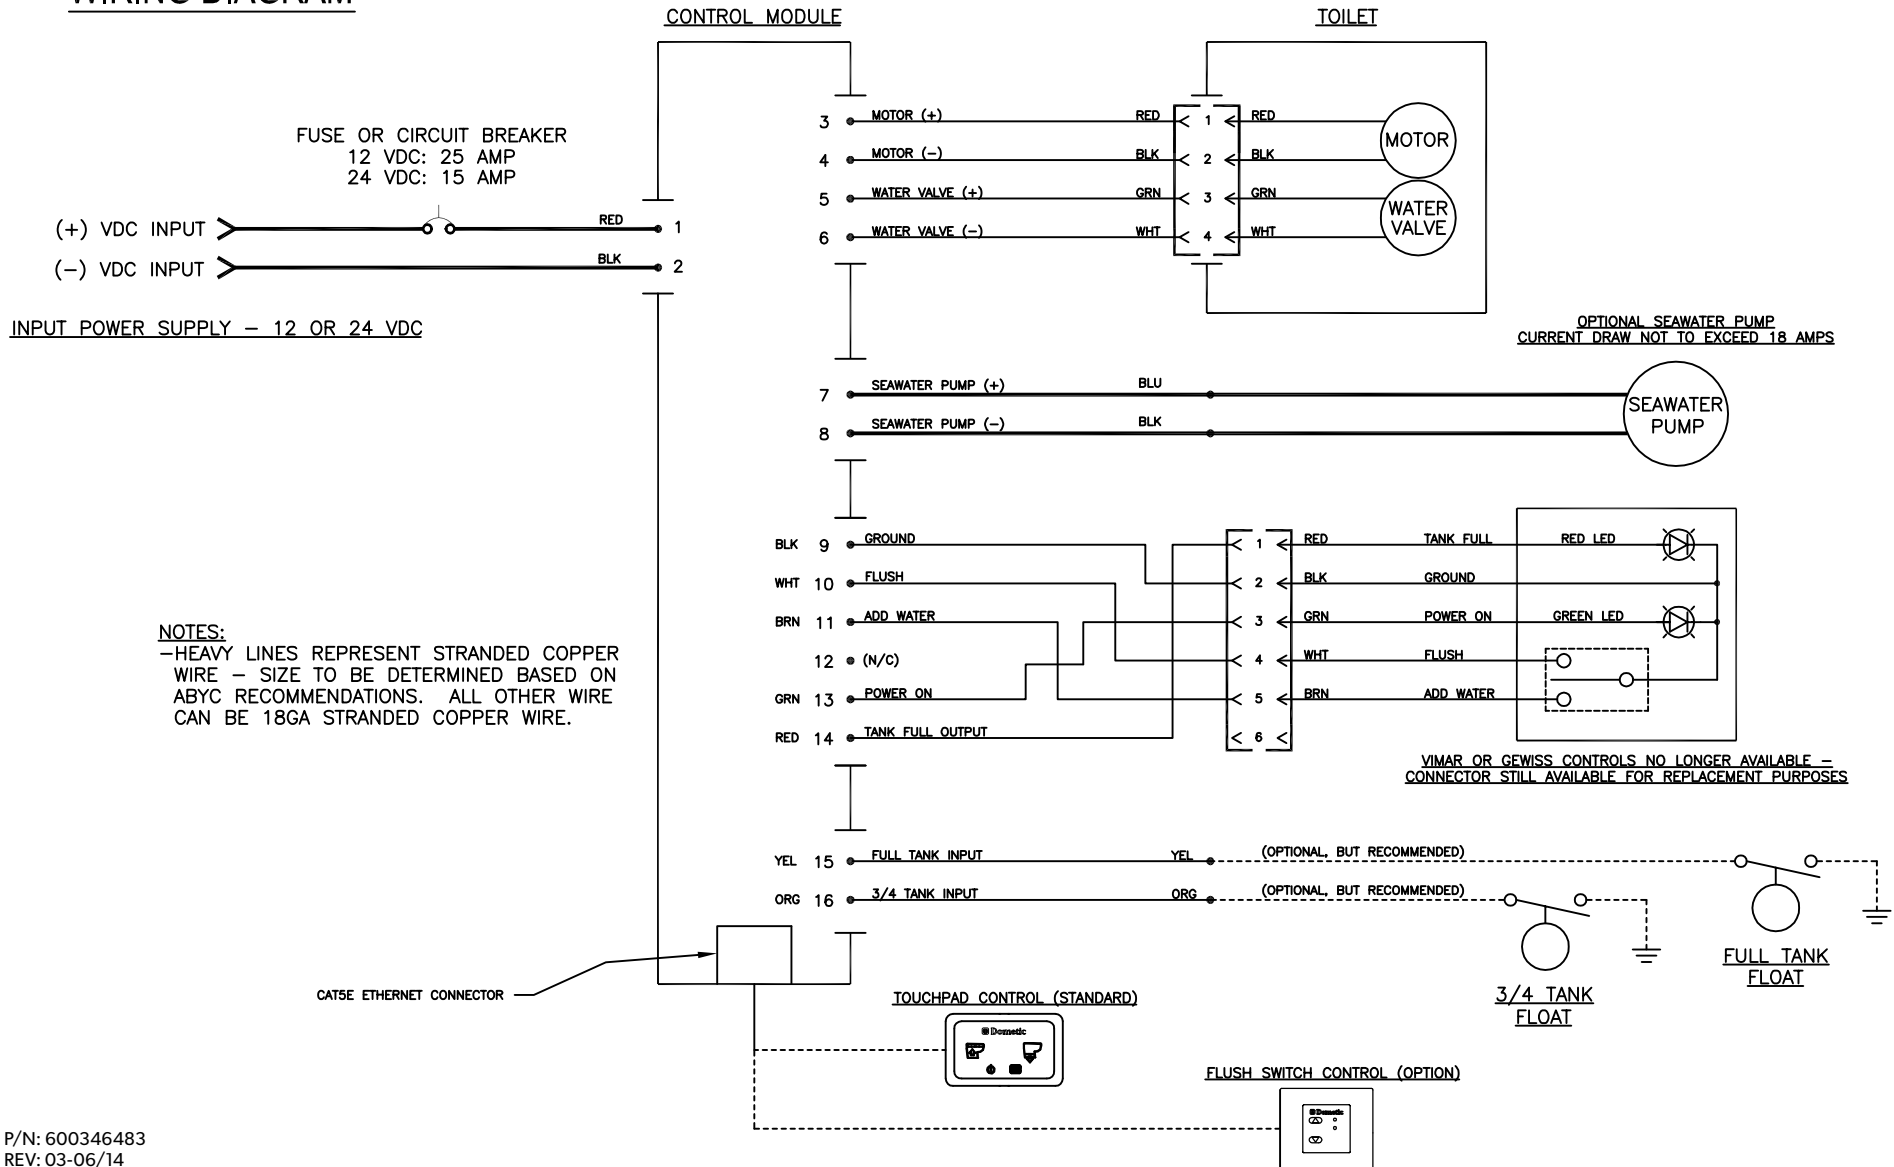 WIRING DIAGRAM
CONTROL MODULE
TOILET
FUSE OR CIRCUIT BREAKER
12 VDC: 25 AMP
24 VDC: 15 AMP
(+) VDC INPUT
RED
1
(−) VDC INPUT
BLK
2
INPUT POWER SUPPLY – 12 OR 24 VDC
3 MOTOR (+) RED 1 RED
4 MOTOR (−) BLK 2 BLK
MOTOR
5 WATER VALVE (+) GRN 3 GRN
6 WATER VALVE (−) WHT 4 WHT
WATER
VALVE
OPTIONAL SEAWATER PUMP
CURRENT DRAW NOT TO EXCEED 18 AMPS
7 SEAWATER PUMP (+) BLU
8 SEAWATER PUMP (−) BLK
SEAWATER
PUMP
BLK 9 GROUND 1 RED TANK FULL RED LED
WHT 10 FLUSH 2 BLK GROUND
BRN 11 ADD WATER 3 GRN POWER ON GREEN LED
12 (N/C) 4 WHT FLUSH
GRN 13 POWER ON 5 BRN ADD WATER
RED 14 TANK FULL OUTPUT 6
VIMAR OR GEWISS CONTROLS NO LONGER AVAILABLE –
CONNECTOR STILL AVAILABLE FOR REPLACEMENT PURPOSES
NOTES:
–HEAVY LINES REPRESENT STRANDED COPPER
WIRE – SIZE TO BE DETERMINED BASED ON
ABYC RECOMMENDATIONS. ALL OTHER WIRE
CAN BE 18GA STRANDED COPPER WIRE.
YEL 15 FULL TANK INPUT YEL (OPTIONAL, BUT RECOMMENDED)
ORG 16 3/4 TANK INPUT ORG (OPTIONAL, BUT RECOMMENDED)
FULL TANK
FLOAT
3/4 TANK
FLOAT
CAT5E ETHERNET CONNECTOR
TOUCHPAD CONTROL (STANDARD)
Dometic
FLUSH SWITCH CONTROL (OPTION)
Dometic
P/N: 600346483
REV: 03-06/14